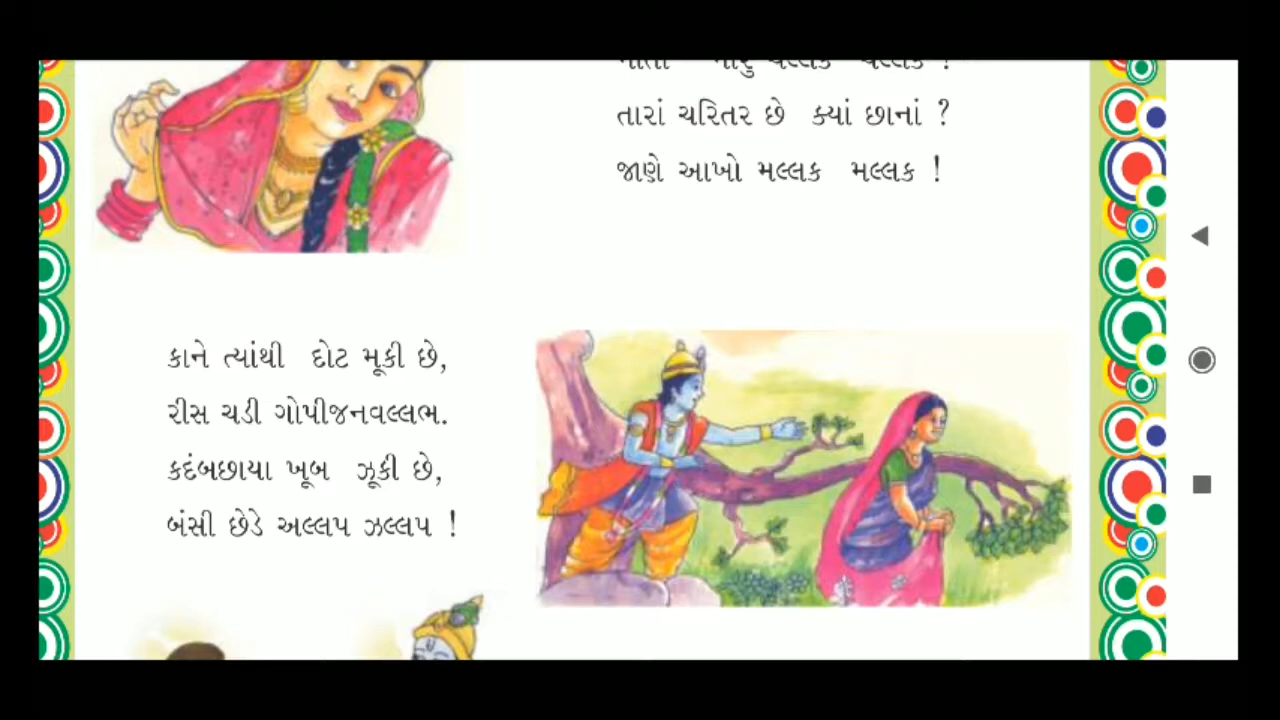 તારાં ચરિતર છે ક્યાં છાનાં ?
જાણે આખો મલ્લક મલ્લક !
કાને ત્યાંથી દોટ મૂકી છે,
રીસ ચડી ગોપીજનવલ્લભ.
કદંબછાયા ખૂબ ઝૂકી છે,
બંસી છેડે અલ્લપ ઝલ્લપ !